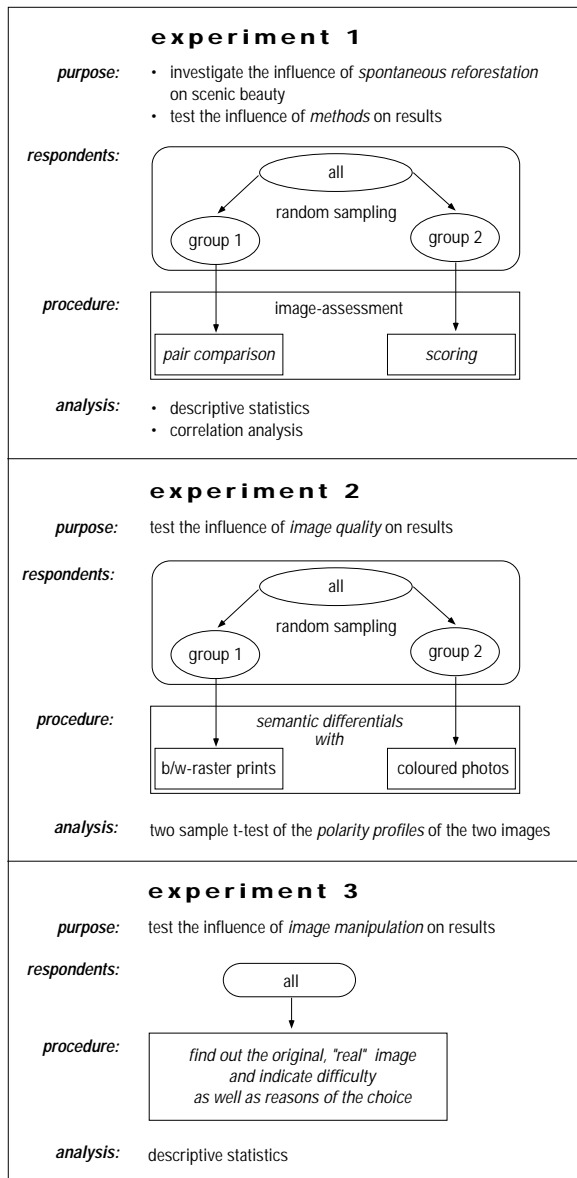 experiment 1
purpose: • investigate the influence of spontaneous reforestation
on scenic beauty
• test the influence of methods on results
respondents:
all
random sampling
group 1 group 2
procedure: image-assessment
pair comparison scoring
analysis: • descriptive statistics
• correlation analysis
experiment 2
purpose: test the influence of image quality on results
respondents:
all
random sampling
group 1 group 2
procedure: semantic differentials
with
b/w-raster prints coloured photos
analysis: two sample t-test of the polarity profiles of the two images
experiment 3
purpose: test the influence of image manipulation on results
respondents:
all
procedure:
find out the original, "real" image
and indicate difficulty
as well as reasons of the choice
analysis: descriptive statistics